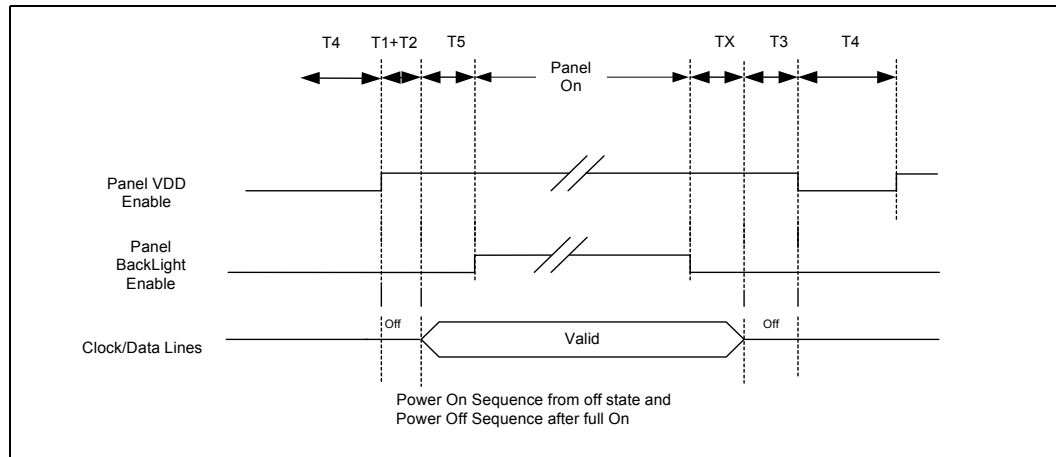 T4 T1+T2 T5 TX T3 T4
Panel
On
Panel VDD
Enable
Panel
BackLight
Enable
Off
Valid
Off
Clock/Data Lines
Power On Sequence from off state and
Power Off Sequence after full On